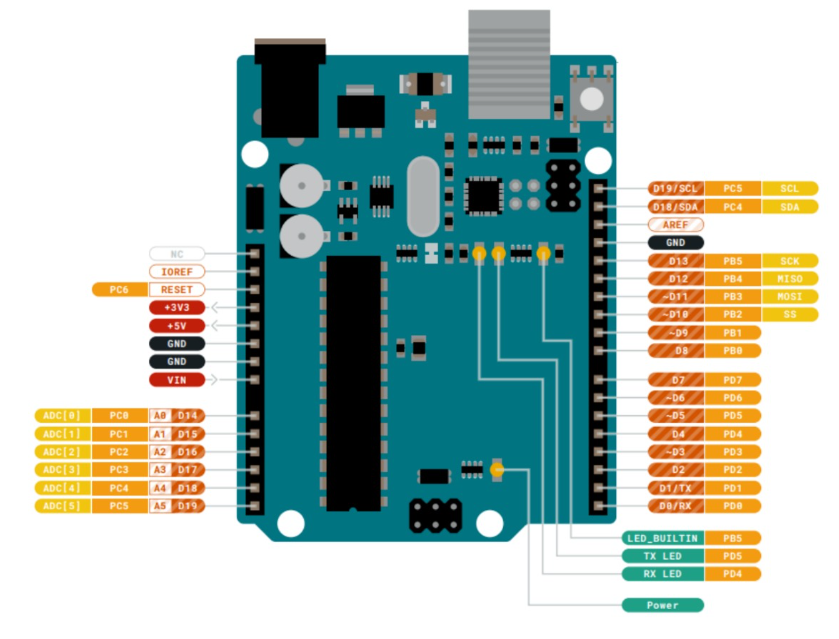 NC
IOREF
PC6 RESET
+3V3
+5V
GND
GND
VIN
ADC[0] PC0 A0 D14
ADC[1] PC1 A1 D15
ADC[2] PC2 A2 D16
ADC[3] PC3 A3 D17
ADC[4] PC4 A4 D18
ADC[5] PC5 A5 D19
D19/SCL PC5 SCL
D18/SDA PC4 SDA
AREF
GND
D13 PB5 SCK
D12 PB4 MISO
~D11 PB3 MOSI
~D10 PB2 SS
~D9 PB1
D8 PB0
D7 PD7
~D6 PD6
~D5 PD5
D4 PD4
~D3 PD3
D2 PD2
D1/TX PD1
D0/RX PD0
LED_BUILTIN PB5
TX LED PD5
RX LED PD4
Power